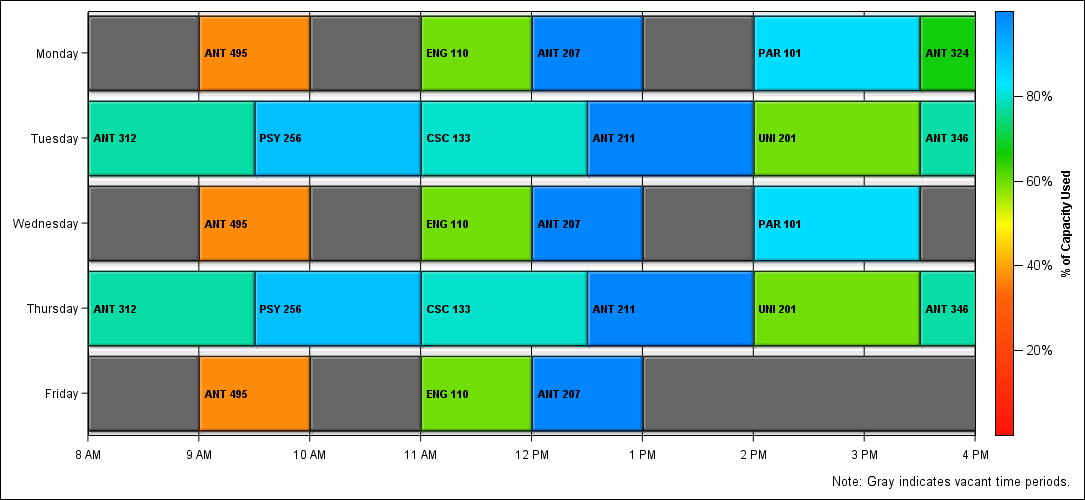 Monday
ANT 495
ENG 110
ANT 207
PAR 101
ANT 324
Tuesday
ANT 312
PSY 256
CSC 133
ANT 211
UNI 201
ANT 346
Wednesday
ANT 495
ENG 110
ANT 207
PAR 101
Thursday
ANT 312
PSY 256
CSC 133
ANT 211
UNI 201
ANT 346
Friday
ANT 495
ENG 110
ANT 207
8 AM
9 AM
10 AM
11 AM
12 PM
1 PM
2 PM
3 PM
4 PM
80%
60%
40%
20%
% of Capacity Used
Note: Gray indicates vacant time periods.